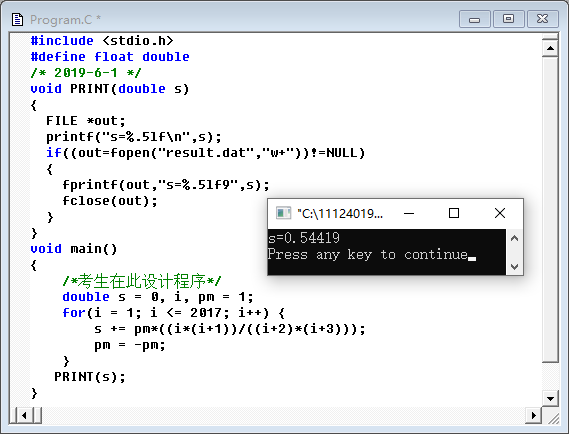 Program.C *
#include <stdio.h>
#define float double
/* 2019-6-1 */
void PRINT(double s)
{
  FILE *out;
  printf("s=%.5lf\n",s);
  if((out=fopen("result.dat","w+"))!=NULL)
  {
    fprintf(out,"s=%.5lf9",s);
    fclose(out);
  }
}
void main()
{
    /*考生在此设计程序*/
    double s = 0, i, pm = 1;
    for(i = 1; i <= 2017; i++) {
        s += pm*((i*(i+1))/((i+2)*(i+3)));
        pm = -pm;
    }
   PRINT(s);
}
"C:\11124019...
s=0.54419
Press any key to continue